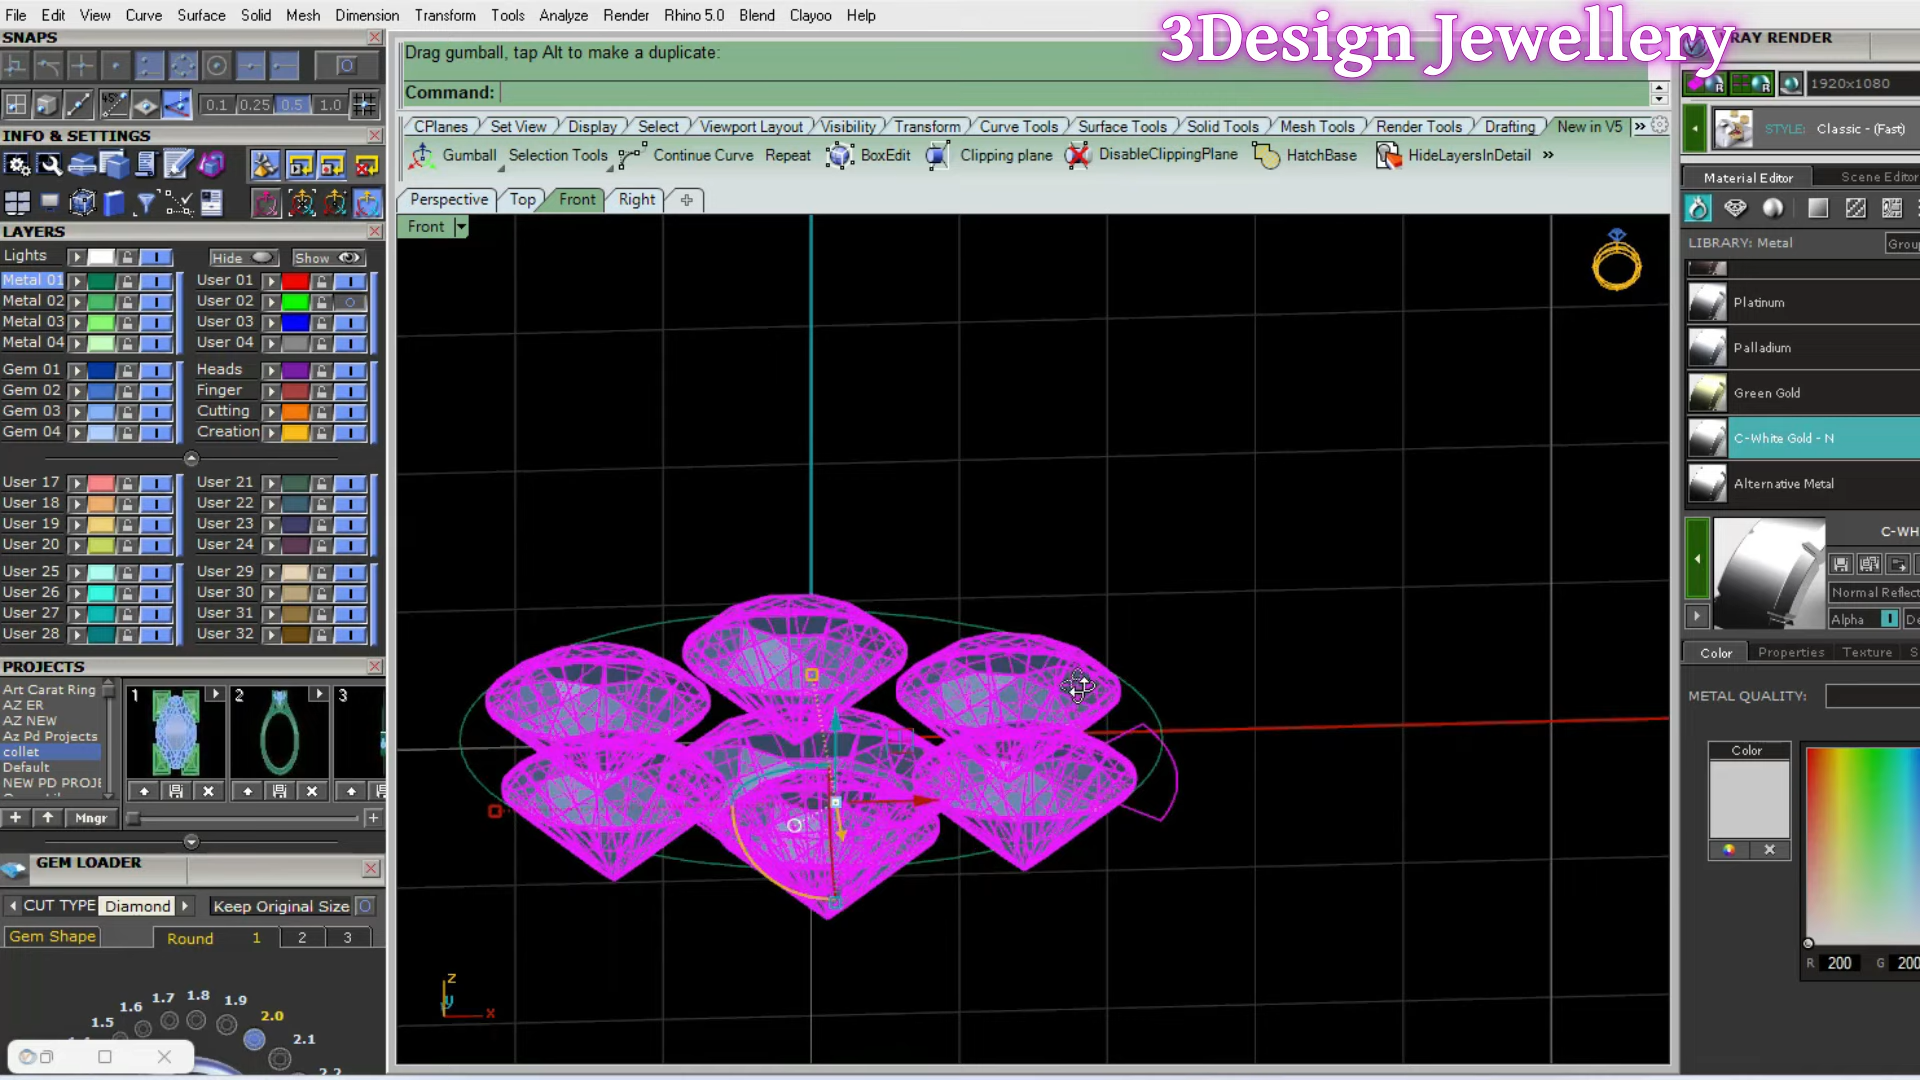 File Edit View Curve Surface Solid Mesh Dimension Transform Tools Analyze Render Rhino 5.0 Blend Clayoo Help
3Design Jewellery
SNAPS
0.1 0.25 0.5 1.0
INFO & SETTINGS
LAYERS
Lights Hide Show
Metal 01 User 01
Metal 02 User 02
Metal 03 User 03
Metal 04 User 04
Gem 01 Heads
Gem 02 Finger
Gem 03 Cutting
Gem 04 Creation
User 17 User 21
User 18 User 22
User 19 User 23
User 20 User 24
User 25 User 29
User 26 User 30
User 27 User 31
User 28 User 32
PROJECTS
Art Carat Ring
AZ ER
AZ NEW
Az Pd Projects
collet
Default
NEW PD PROJE
1 2 3
Mngr
GEM LOADER
CUT TYPE Diamond Keep Original Size
Gem Shape Round 1 2 3
1.5 1.6 1.7 1.8 1.9 2.0 2.1
Drag gumball, tap Alt to make a duplicate:
Command:
CPlanes Set View Display Select Viewport Layout Visibility Transform Curve Tools Surface Tools Solid Tools Mesh Tools Render Tools Drafting New in V5 »
Gumball Selection Tools Continue Curve Repeat BoxEdit Clipping plane DisableClippingPlane HatchBase HideLayersInDetail »
Perspective Top Front Right
Front
z
y
x
RAY RENDER
1920x1080
STYLE: Classic - (Fast)
Material Editor Scene Editor
LIBRARY: Metal Grou
Platinum
Palladium
Green Gold
C-White Gold - N
Alternative Metal
C-WH
Normal Reflect
Alpha De
Color Properties Texture S
METAL QUALITY:
Color
R 200 G 200